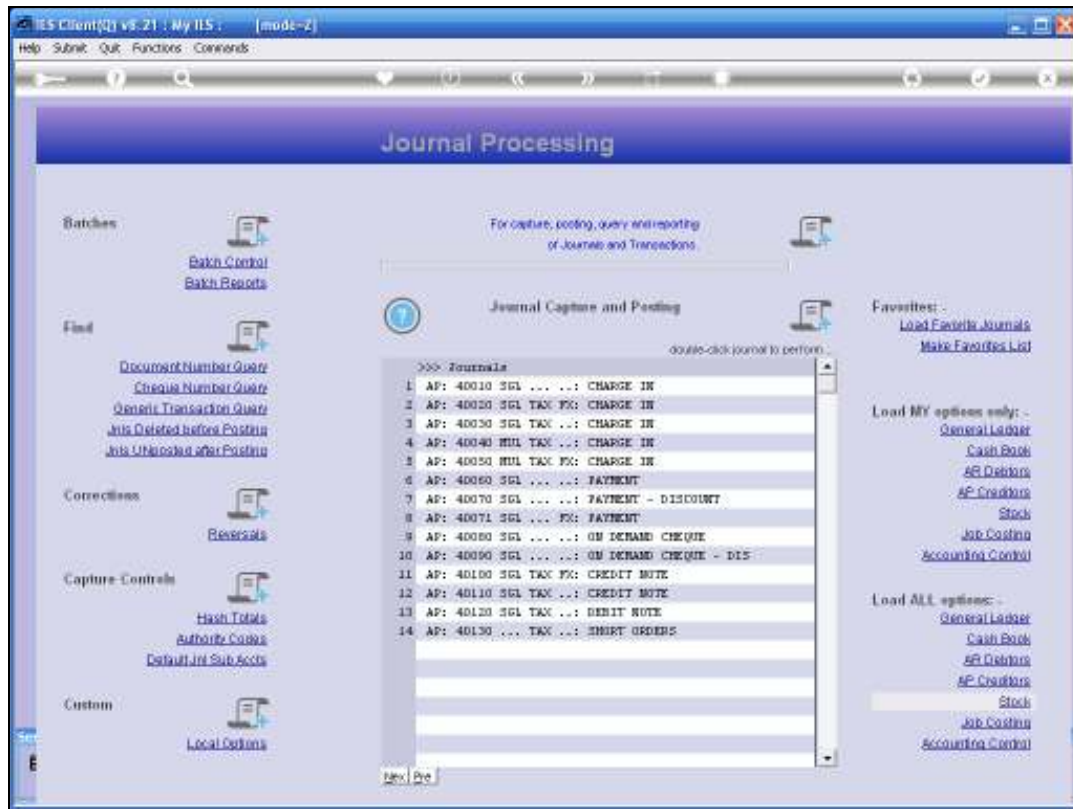 IES Client(Q) v8.21 : My IES : [mode=Z]
Help Submit Quit Functions Commands
Journal Processing
Batches
Batch Control
Batch Reports
Find
Document Number Query
Cheque Number Query
Generic Transaction Query
Jnls Deleted before Posting
Jnls UNposted after Posting
Corrections
Reversals
Capture Controls
Hash Totals
Authority Codes
Default Jnl Sub Accts
Custom
Local Options
For capture, posting, query and reporting
of Journals and Transactions
Journal Capture and Posting
double-click journal to perform ..
>>> Journals
1 AP: 40010 SGL ... ..: CHARGE IN
2 AP: 40020 SGL TAX FX: CHARGE IN
3 AP: 40030 SGL TAX ..: CHARGE IN
4 AP: 40040 MUL TAX ..: CHARGE IN
5 AP: 40050 MUL TAX FX: CHARGE IN
6 AP: 40060 SGL ... ..: PAYMENT
7 AP: 40070 SGL ... ..: PAYMENT - DISCOUNT
8 AP: 40071 SGL ... FX: PAYMENT
9 AP: 40080 SGL ... ..: ON DEMAND CHEQUE
10 AP: 40090 SGL ... ..: ON DEMAND CHEQUE - DIS
11 AP: 40100 SGL TAX FX: CREDIT NOTE
12 AP: 40110 SGL TAX ..: CREDIT NOTE
13 AP: 40120 SGL TAX ..: DEBIT NOTE
14 AP: 40130 ... TAX ..: SHORT ORDERS
Nex Pre
Favorites: -
Load Favorite Journals
Make Favorites List
Load MY options only: -
General Ledger
Cash Book
AR Debtors
AP Creditors
Stock
Job Costing
Accounting Control
Load ALL options: -
General Ledger
Cash Book
AR Debtors
AP Creditors
Stock
Job Costing
Accounting Control